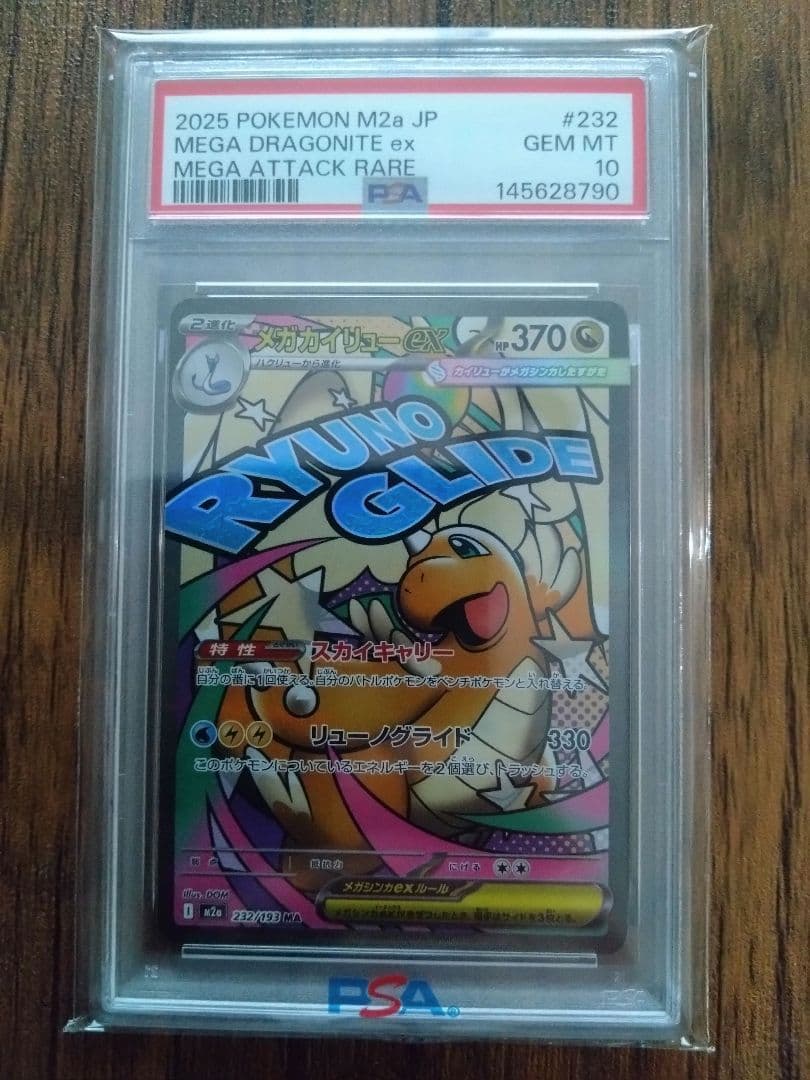 2025 POKEMON M2a JP #232
MEGA DRAGONITE ex GEM MT
MEGA ATTACK RARE 10
PSA 145628790
2進化 メガカイリューex HP370
ハクリューから進化
カイリューがメガシンカしたすがた
RYUNO
GLIDE
特性 スカイキャリー
自分の番に1回使える。自分のバトルポケモンをベンチポケモンと入れ替える。
リューノグライド 330
このポケモンについているエネルギーを2個選び、トラッシュする。
弱点 抵抗力 にげる
illus. DOM
メガシンカexルール
I M2a 232/193 MA
PSA